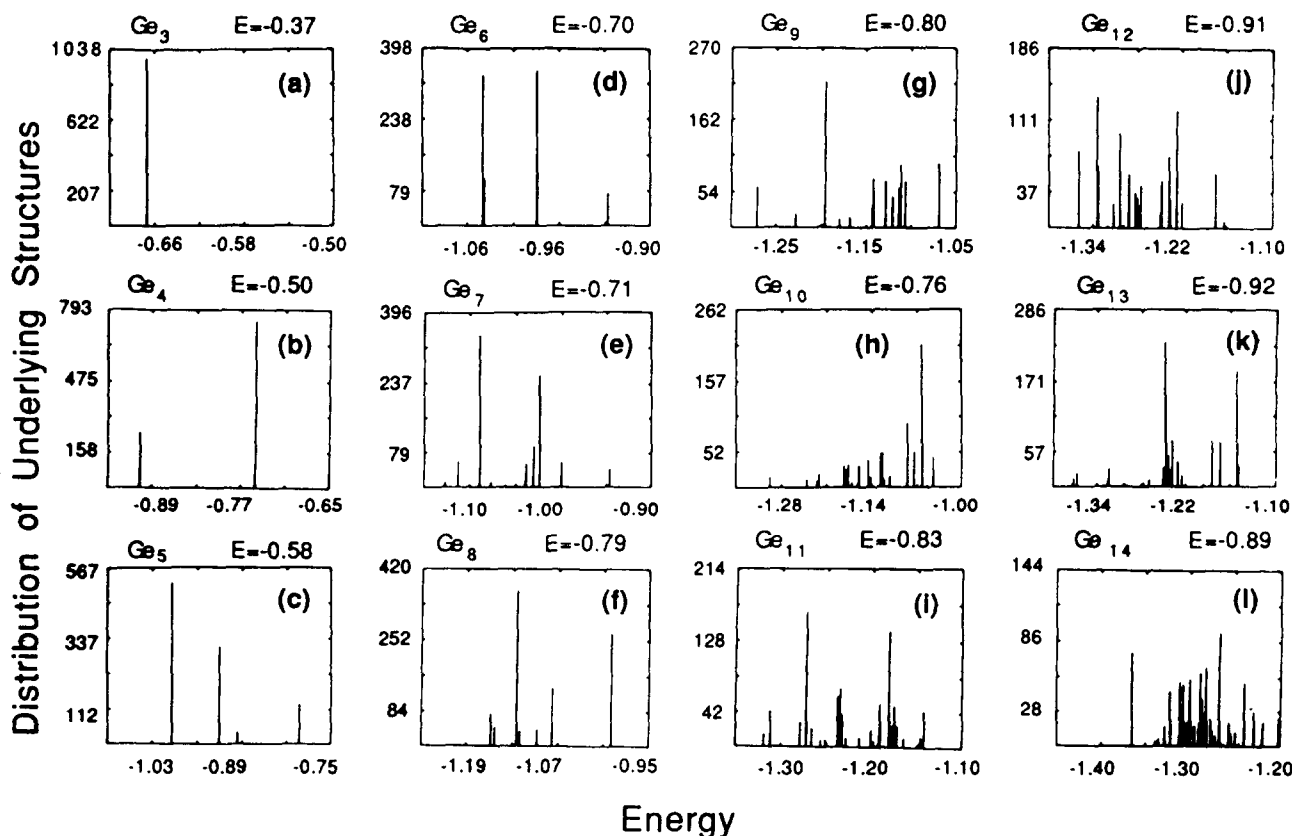 Distribution of Underlying Structures
Ge3 E=-0.37
(a)
1038
622
207
-0.66 -0.58 -0.50
Ge4 E=-0.50
(b)
793
475
158
-0.89 -0.77 -0.65
Ge5 E=-0.58
(c)
567
337
112
-1.03 -0.89 -0.75
Ge6 E=-0.70
(d)
398
238
79
-1.06 -0.96 -0.90
Ge7 E=-0.71
(e)
396
237
79
-1.10 -1.00 -0.90
Ge8 E=-0.79
(f)
420
252
84
-1.19 -1.07 -0.95
Ge9 E=-0.80
(g)
270
162
54
-1.25 -1.15 -1.05
Ge10 E=-0.76
(h)
262
157
52
-1.28 -1.14 -1.00
Ge11 E=-0.83
(i)
214
128
42
-1.30 -1.20 -1.10
Ge12 E=-0.91
(j)
186
111
37
-1.34 -1.22 -1.10
Ge13 E=-0.92
(k)
286
171
57
-1.34 -1.22 -1.10
Ge14 E=-0.89
(l)
144
86
28
-1.40 -1.30 -1.20
Energy